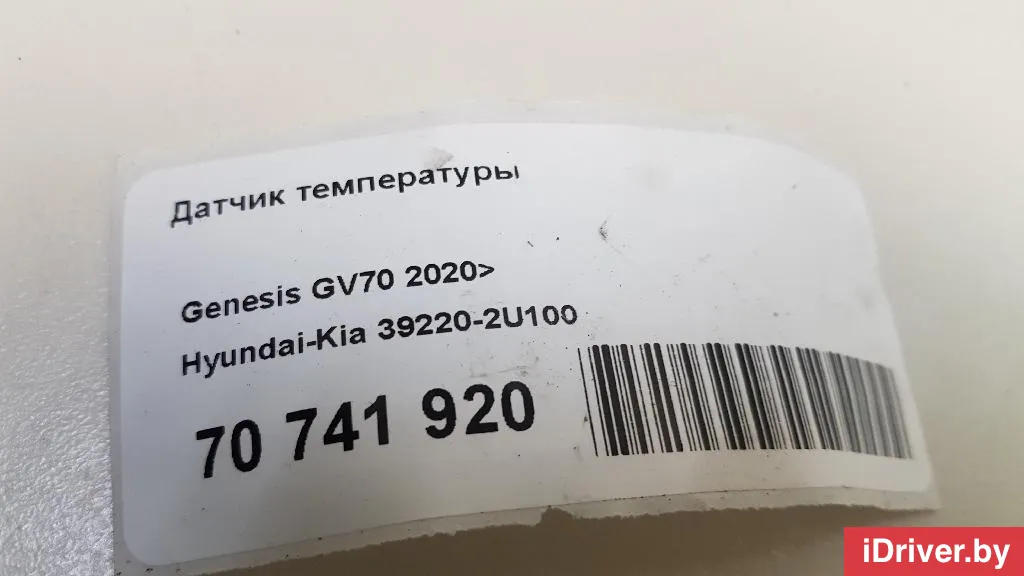 Датчик температуры
Genesis GV70 2020>
Hyundai-Kia 39220-2U100
70 741 920
iDriver.by